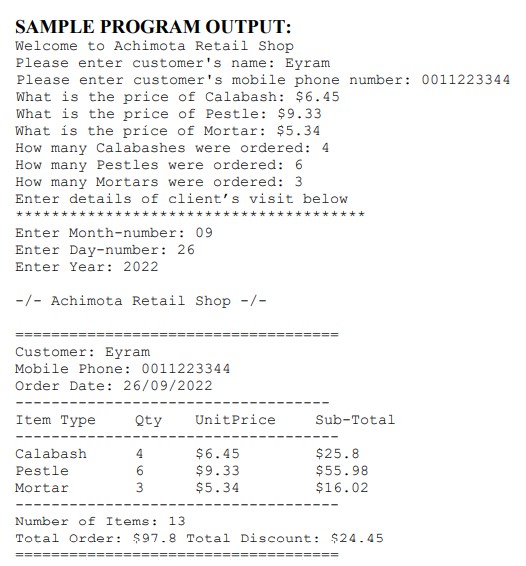 SAMPLE PROGRAM OUTPUT:
Welcome to Achimota Retail Shop
Please enter customer's name: Eyram
Please enter customer's mobile phone number: 0011223344
What is the price of Calabash: $6.45
What is the price of Pestle: $9.33
What is the price of Mortar: $5.34
How many Calabashes were ordered: 4
How many Pestles were ordered: 6
How many Mortars were ordered: 3
Enter details of client's visit below
***************************************
Enter Month-number: 09
Enter Day-number: 26
Enter Year: 2022
-/- Achimota Retail Shop -/-
====================================
Customer: Eyram
Mobile Phone: 0011223344
Order Date: 26/09/2022
-----------------------------------
Item Type Qty UnitPrice Sub-Total
------------------------------------
Calabash 4 $6.45 $25.8
Pestle 6 $9.33 $55.98
Mortar 3 $5.34 $16.02
------------------------------------
Number of Items: 13
Total Order: $97.8 Total Discount: $24.45
====================================